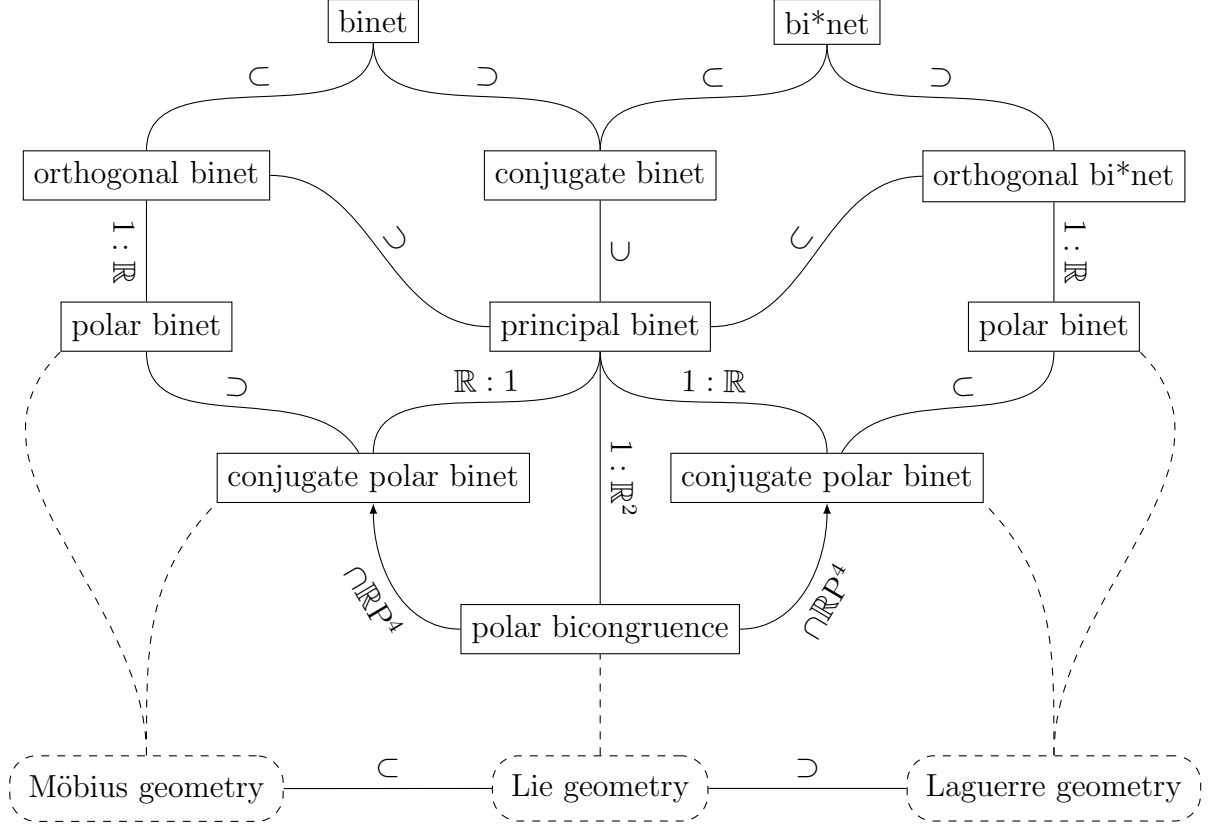 binet
bi*net
⊂
⊃
⊂
⊃
orthogonal binet
conjugate binet
orthogonal bi*net
1 : ℝ
⊃
⊃
⊃
1 : ℝ
polar binet
principal binet
polar binet
⊃
ℝ : 1
1 : ℝ
⊂
conjugate polar binet
conjugate polar binet
1 : ℝ²
∩ℝP⁴
∩ℝP⁴
polar bicongruence
Möbius geometry
⊂
Lie geometry
⊃
Laguerre geometry